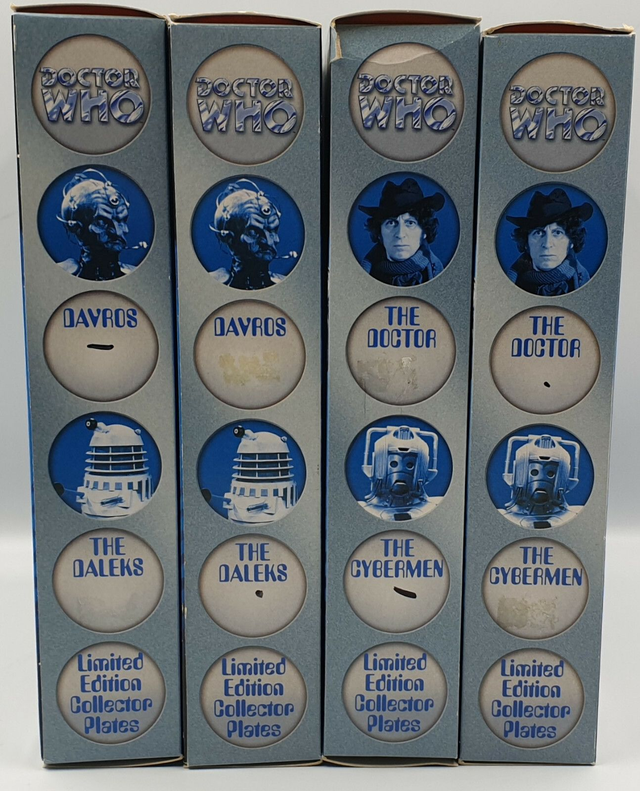 DOCTOR
WHO
DAVROS
THE
DALEKS
Limited
Edition
Collector
Plates
DOCTOR
WHO
DAVROS
THE
DALEKS
Limited
Edition
Collector
Plates
DOCTOR
WHO
THE
DOCTOR
THE
CYBERMEN
Limited
Edition
Collector
Plates
DOCTOR
WHO
THE
DOCTOR
THE
CYBERMEN
Limited
Edition
Collector
Plates